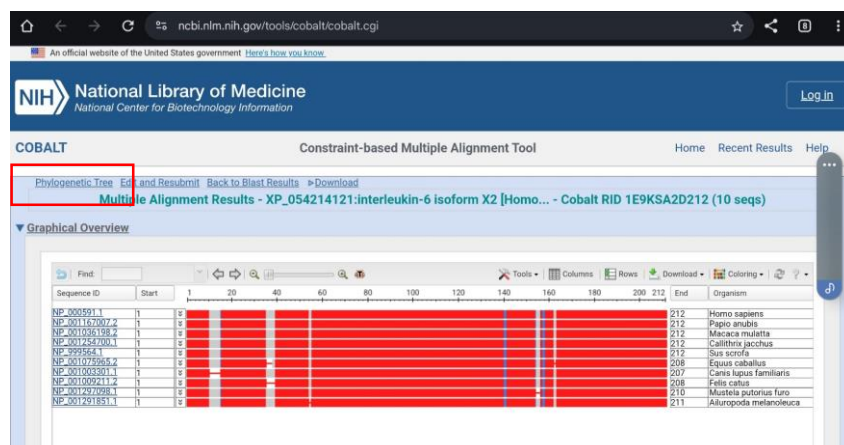 ncbi.nlm.nih.gov/tools/cobalt/cobalt.cgi 8
An official website of the United States government Here's how you know
NIH National Library of Medicine Log in
National Center for Biotechnology Information
COBALT Constraint-based Multiple Alignment Tool Home Recent Results Help
Phylogenetic Tree Edit and Resubmit Back to Blast Results Download
Multiple Alignment Results - XP_054214121:interleukin-6 isoform X2 [Homo... - Cobalt RID 1E9KSA2D212 (10 seqs)
Graphical Overview
Find: Tools Columns Rows Download Coloring ?
Sequence ID Start 1 20 40 60 80 100 120 140 160 180 200 212 End Organism
NP_000591.1 1 212 Homo sapiens
NP_001167007.2 1 212 Papio anubis
NP_001036198.2 1 212 Macaca mulatta
NP_001254700.1 1 212 Callithrix jacchus
NP_999564.1 1 212 Sus scrofa
NP_001075965.2 1 208 Equus caballus
NP_001003301.1 1 207 Canis lupus familiaris
NP_001009211.2 1 208 Felis catus
NP_001297098.1 1 210 Mustela putorius furo
NP_001291851.1 1 211 Ailuropoda melanoleuca